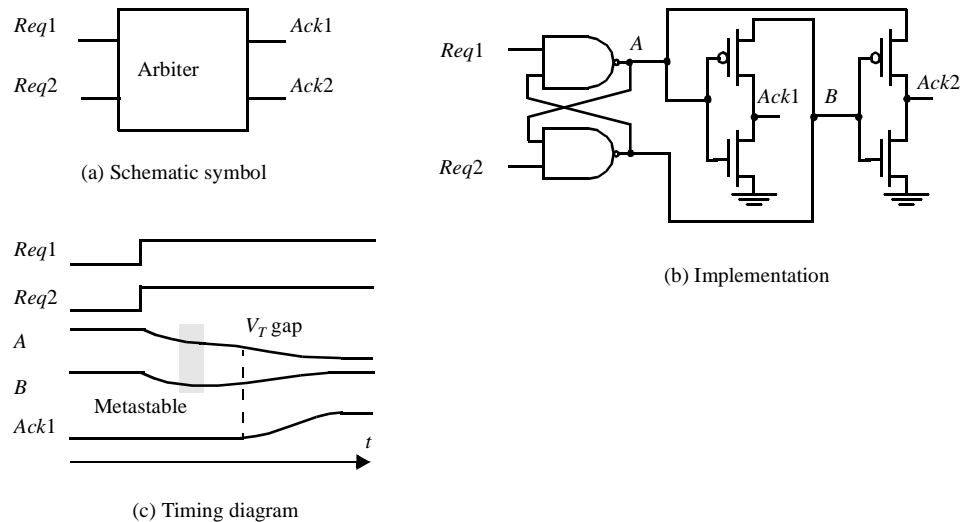 Req1
Ack1
Req2
Arbiter
Ack2
(a) Schematic symbol
Req1
A
Req2
Ack1
B
Ack2
(b) Implementation
Req1
Req2
A
VT gap
B
Metastable
Ack1
t
(c) Timing diagram